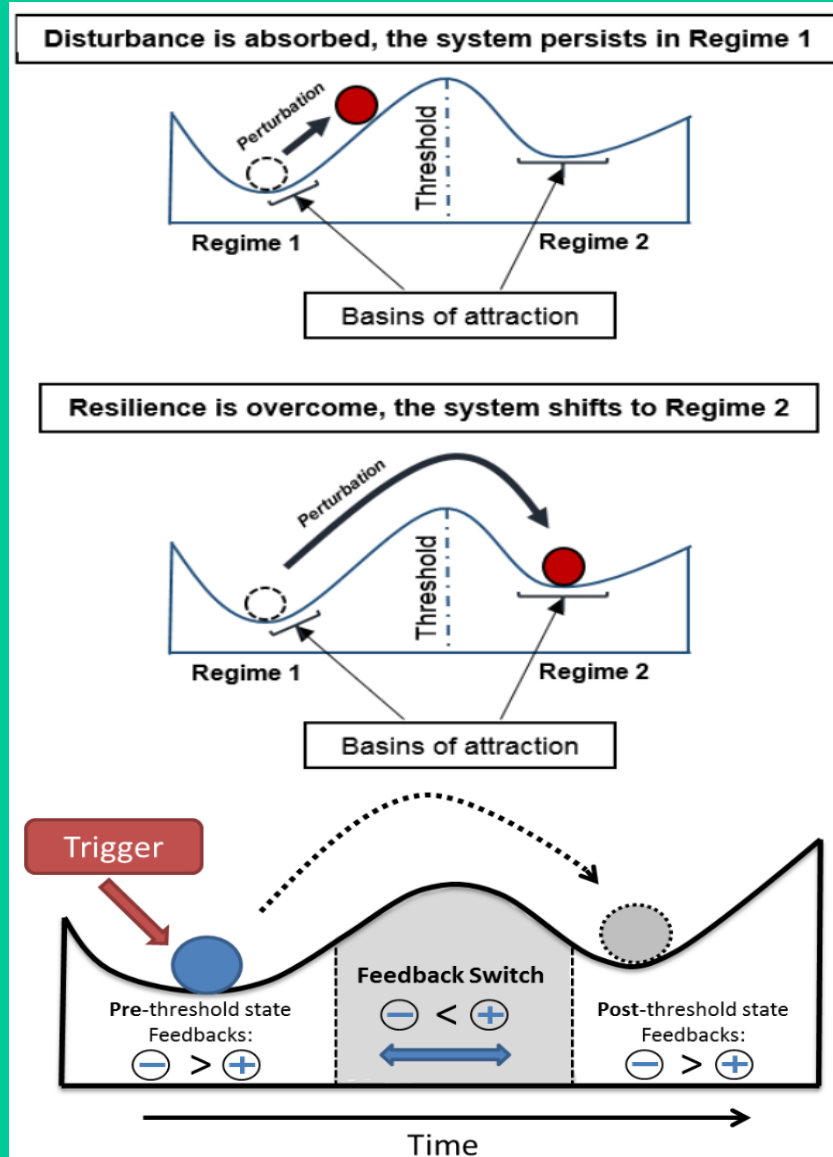 Disturbance is absorbed, the system persists in Regime 1
Perturbation
Threshold
Regime 1
Regime 2
Basins of attraction
Resilience is overcome, the system shifts to Regime 2
Perturbation
Threshold
Regime 1
Regime 2
Basins of attraction
Trigger
Feedback Switch
− < +
Pre-threshold state
Feedbacks:
− > +
Post-threshold state
Feedbacks:
− > +
Time